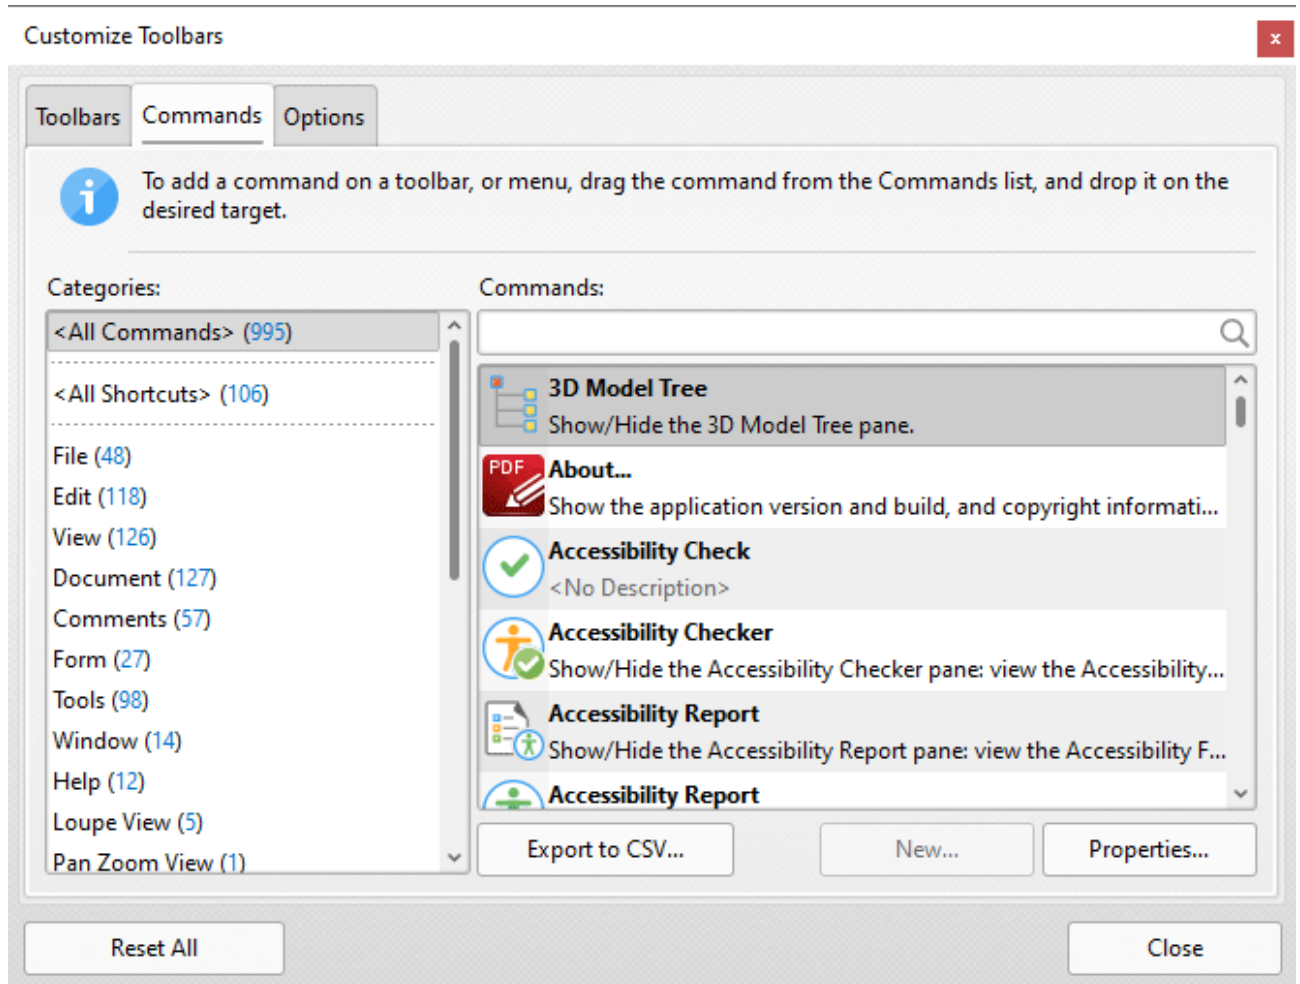 Customize Toolbars
x
Toolbars
Commands
Options
i
To add a command on a toolbar, or menu, drag the command from the Commands list, and drop it on the
desired target.
Categories:
<All Commands> (995)
<All Shortcuts> (106)
File (48)
Edit (118)
View (126)
Document (127)
Comments (57)
Form (27)
Tools (98)
Window (14)
Help (12)
Loupe View (5)
Pan Zoom View (1)
Commands:
3D Model Tree
Show/Hide the 3D Model Tree pane.
PDF
About...
Show the application version and build, and copyright informati...
Accessibility Check
<No Description>
Accessibility Checker
Show/Hide the Accessibility Checker pane: view the Accessibility...
Accessibility Report
Show/Hide the Accessibility Report pane: view the Accessibility F...
Accessibility Report
Export to CSV...
New...
Properties...
Reset All
Close